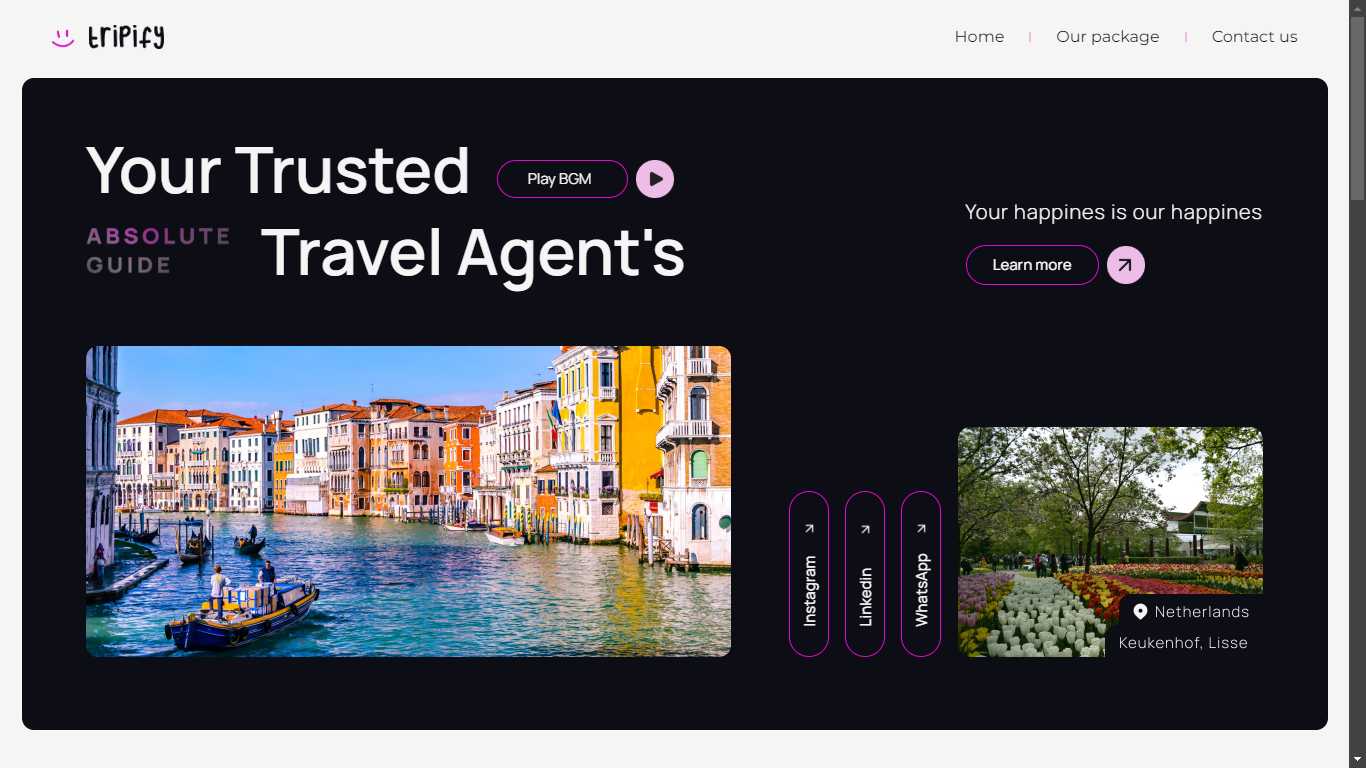 tripify
Home
Our package
Contact us
Your Trusted
Play BGM
ABSOLUTE
GUIDE
Travel Agent's
Your happines is our happines
Learn more
Instagram
Linkedin
WhatsApp
Netherlands
Keukenhof, Lisse